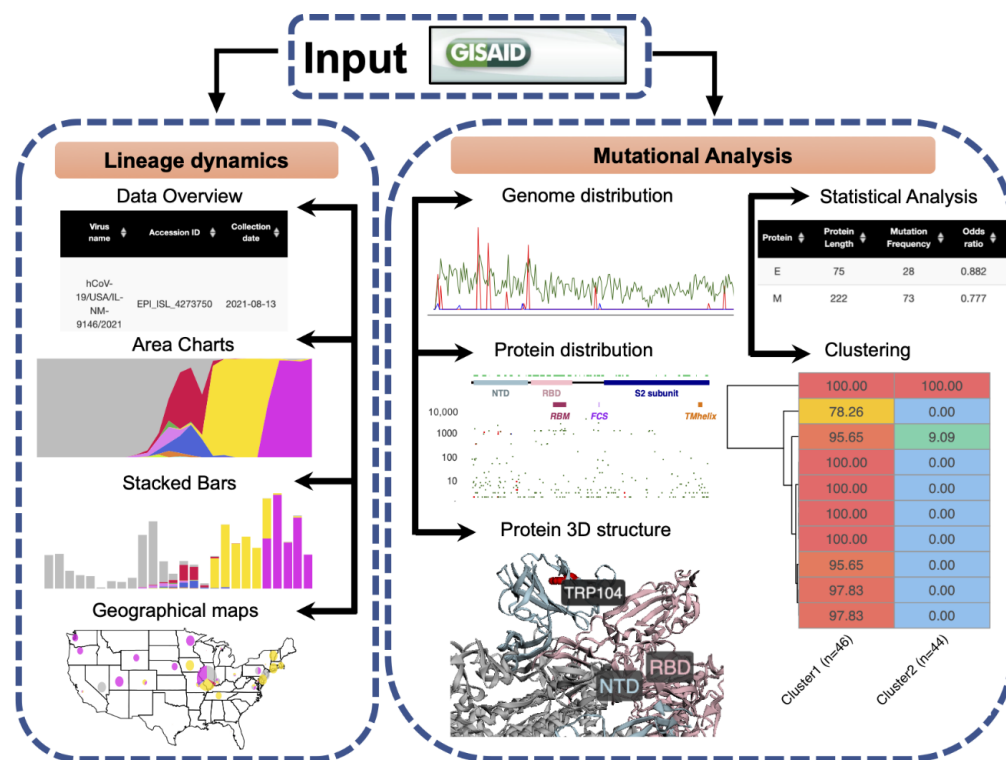 Input
GISAID
Lineage dynamics
Data Overview
Virus name Accession ID Collection date
hCoV-
19/USA/IL-
NM-
9146/2021
EPI_ISL_4273750 2021-08-13
Area Charts
Stacked Bars
Geographical maps
Mutational Analysis
Genome distribution
Protein distribution
NTD RBD S2 subunit
RBM FCS TMhelix
10,000
1000
100
10
Protein 3D structure
TRP104
RBD
NTD
Statistical Analysis
Protein Protein Length Mutation Frequency Odds ratio
E 75 28 0.882
M 222 73 0.777
Clustering
100.00 100.00
78.26 0.00
95.65 9.09
100.00 0.00
100.00 0.00
100.00 0.00
100.00 0.00
95.65 0.00
97.83 0.00
97.83 0.00
Cluster1 (n=46)
Cluster2 (n=44)